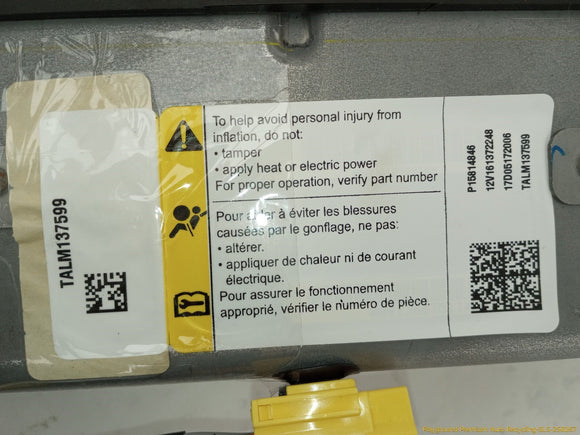 TALM137599
To help avoid personal injury from
inflation, do not:
• tamper
• apply heat or electric power
For proper operation, verify part number
Pour aider à éviter les blessures
causées par le gonflage, ne pas:
• altérer.
• appliquer de chaleur ni de courant
électrique.
Pour assurer le fonctionnement
approprié, vérifier le numéro de pièce.
P15814846
12V161372248
17D05172006
TALM137599